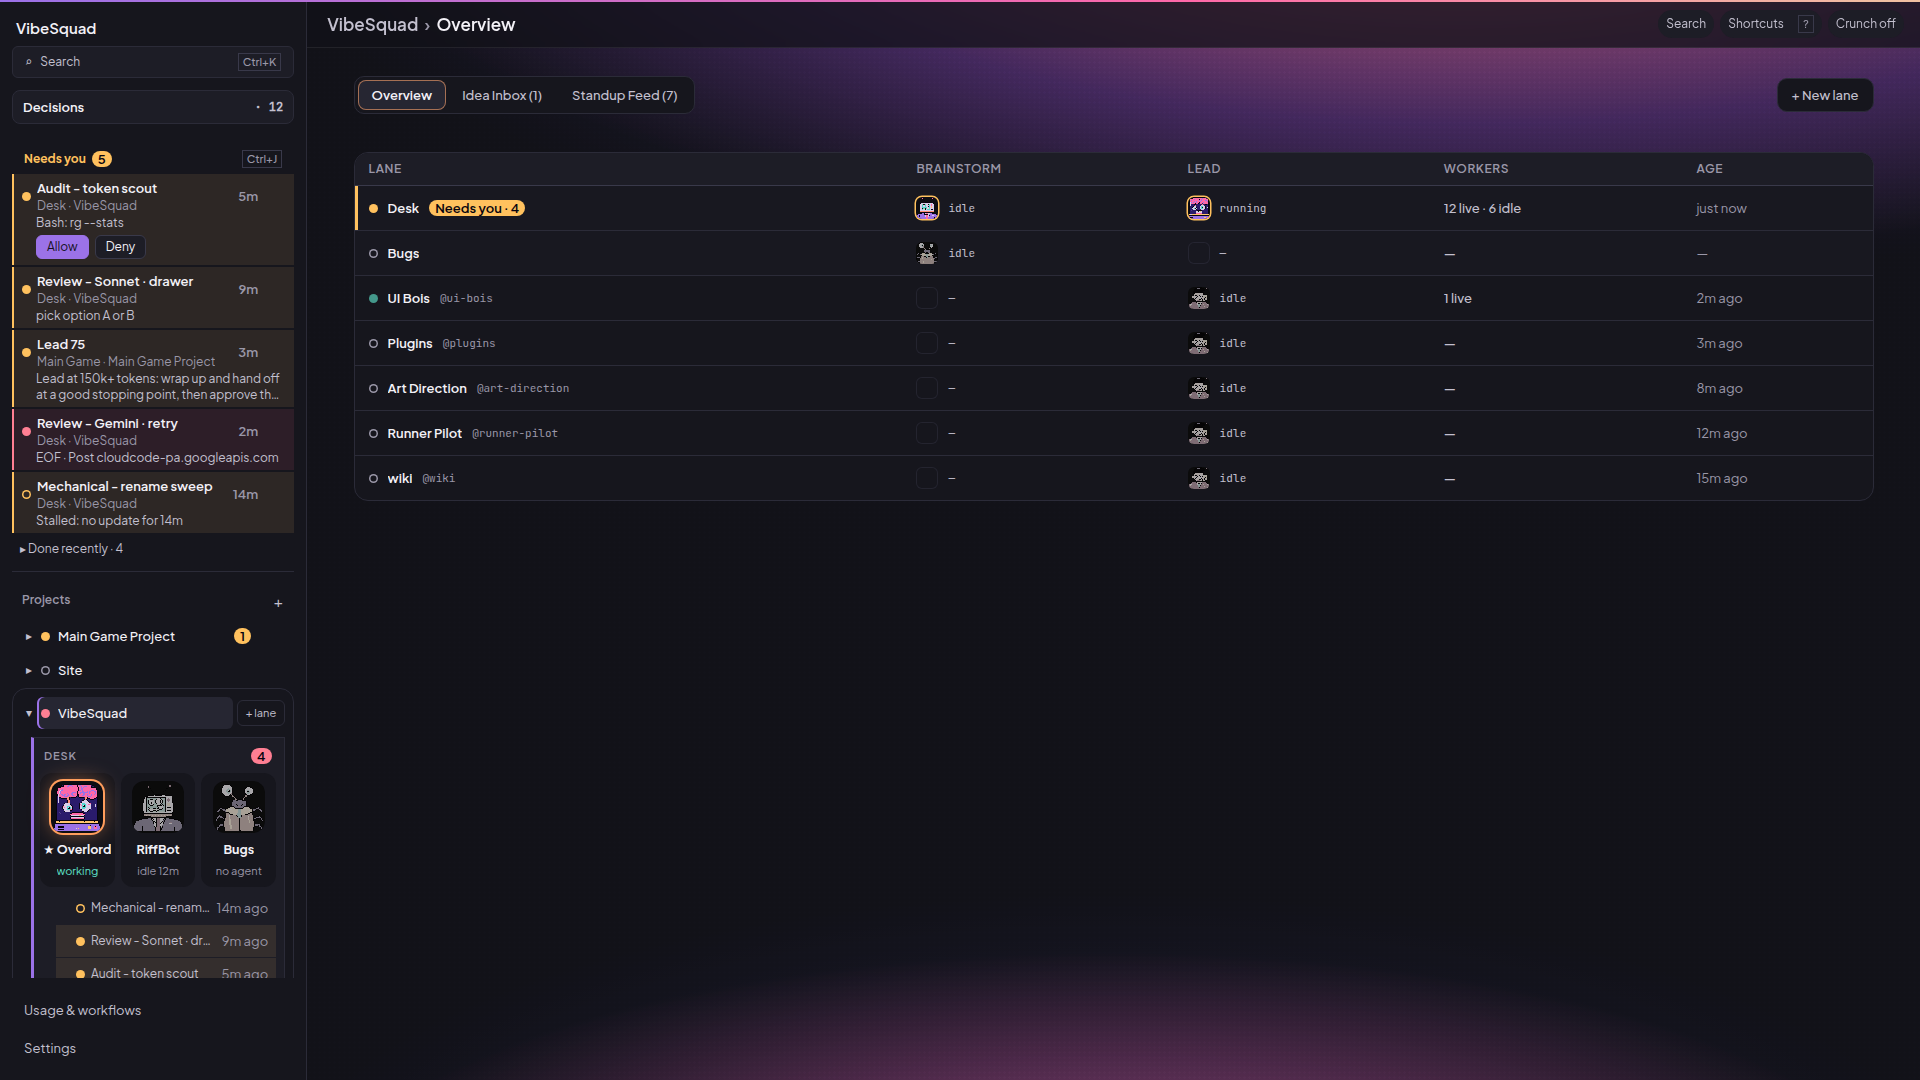 VibeSquad
Search Ctrl+K
Decisions · 12
Needs you 5 Ctrl+J
Audit - token scout 5m
Desk · VibeSquad
Bash: rg --stats
Allow Deny
Review - Sonnet · drawer 9m
Desk · VibeSquad
pick option A or B
Lead 75 3m
Main Game · Main Game Project
Lead at 150k+ tokens: wrap up and hand off
at a good stopping point, then approve th...
Review - Gemini · retry 2m
Desk · VibeSquad
EOF · Post cloudcode-pa.googleapis.com
Mechanical - rename sweep 14m
Desk · VibeSquad
Stalled: no update for 14m
▸ Done recently · 4
Projects +
▸ Main Game Project 1
▸ Site
▾ VibeSquad + lane
DESK 4
★ Overlord RiffBot Bugs
working idle 12m no agent
Mechanical - renam... 14m ago
Review - Sonnet · dr... 9m ago
Audit - token scout 5m ago
Usage & workflows
Settings
VibeSquad › Overview
Search Shortcuts ? Crunch off
Overview Idea Inbox (1) Standup Feed (7)
+ New lane
LANE BRAINSTORM LEAD WORKERS AGE
Desk Needs you · 4 idle running 12 live · 6 idle just now
Bugs idle – — —
UI Bois @ui-bois – idle 1 live 2m ago
Plugins @plugins – idle — 3m ago
Art Direction @art-direction – idle — 8m ago
Runner Pilot @runner-pilot – idle — 12m ago
wiki @wiki – idle — 15m ago